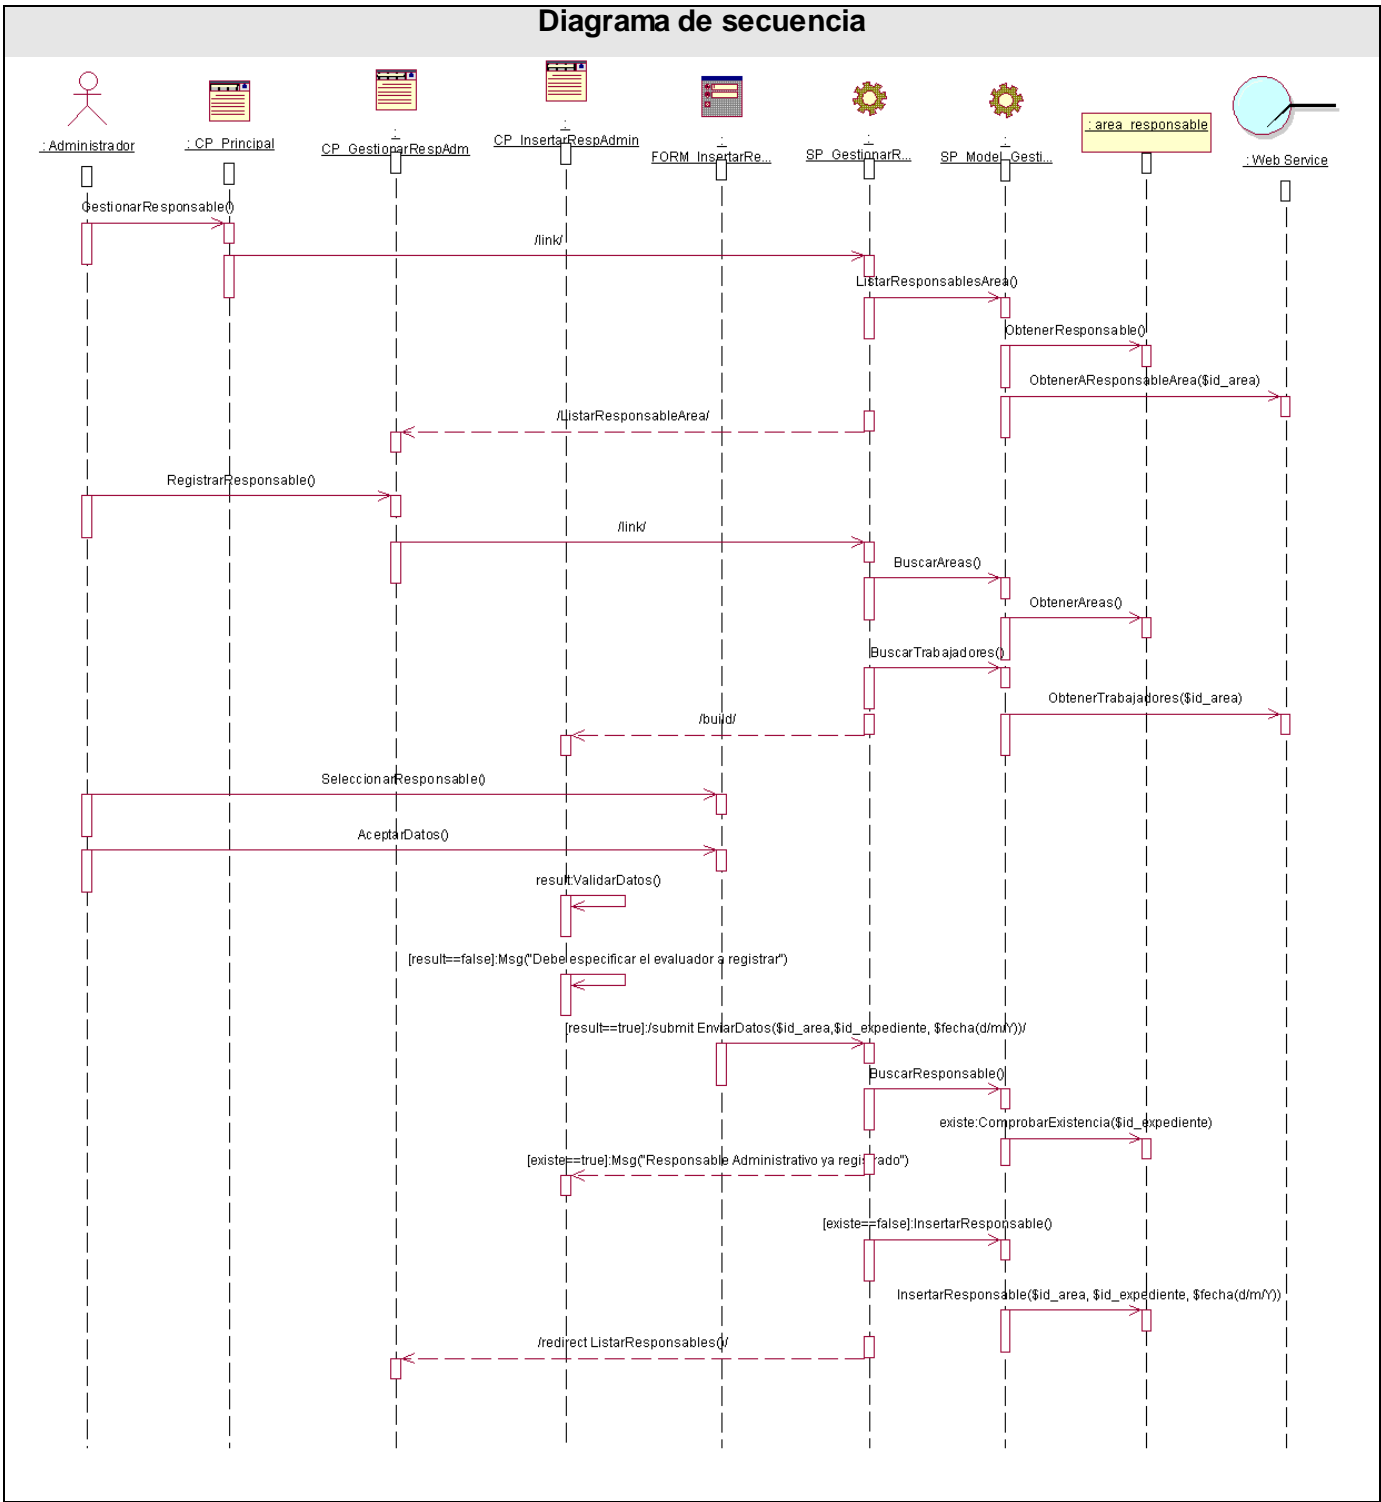 Diagrama de secuencia
: Administrador
: CP_Principal
:
CP_GestionarRespAdm
:
CP_InsertarRespAdmin
:
FORM_InsertarRe...
:
SP_GestionarR...
:
SP_Model_Gesti...
: area_responsable
: Web Service
GestionarResponsable()
/link/
ListarResponsablesArea()
ObtenerResponsable()
ObtenerAResponsableArea($id_area)
/ListarResponsableArea/
RegistrarResponsable()
/link/
BuscarAreas()
ObtenerAreas()
BuscarTrabajadores()
ObtenerTrabajadores($id_area)
/build/
SeleccionarResponsable()
AceptarDatos()
result:ValidarDatos()
[result==false]:Msg("Debe especificar el evaluador a registrar")
[result==true]:/submit EnviarDatos($id_area,$id_expediente, $fecha(d/m/Y))/
BuscarResponsable()
existe:ComprobarExistencia($id_expediente)
[existe==true]:Msg("Responsable Administrativo ya registrado")
[existe==false]:InsertarResponsable()
InsertarResponsable($id_area, $id_expediente, $fecha(d/m/Y))
/redirect ListarResponsables()/